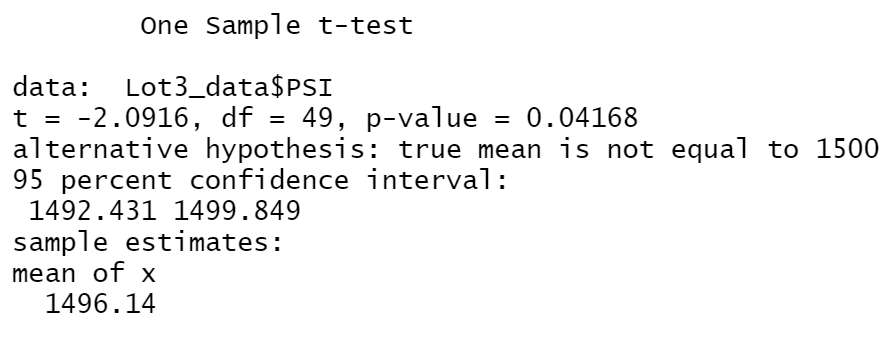 One Sample t-test
data: Lot3_data$PSI
t = -2.0916, df = 49, p-value = 0.04168
alternative hypothesis: true mean is not equal to 1500
95 percent confidence interval:
1492.431 1499.849
sample estimates:
mean of x
1496.14